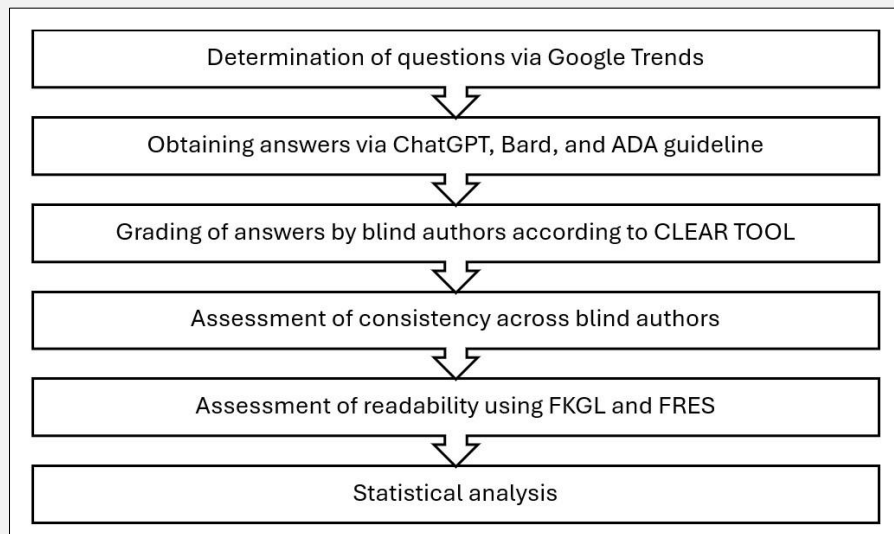 Determination of questions via Google Trends
Obtaining answers via ChatGPT, Bard, and ADA guideline
Grading of answers by blind authors according to CLEAR TOOL
Assessment of consistency across blind authors
Assessment of readability using FKGL and FRES
Statistical analysis